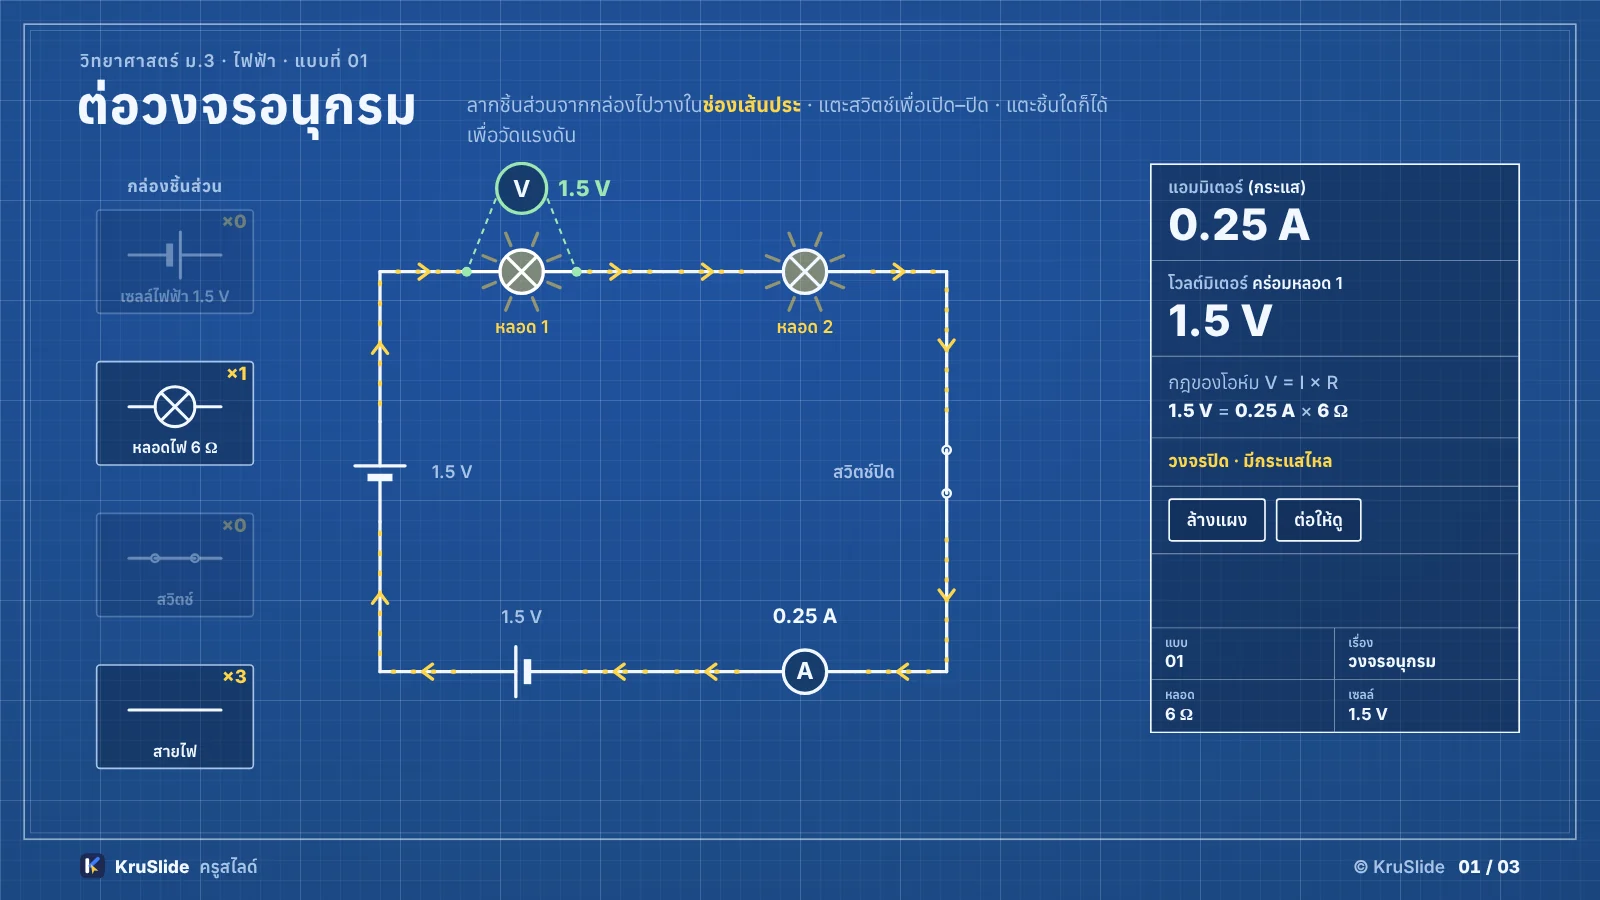 วิทยาศาสตร์ ม.3 · ไฟฟ้า · แบบที่ 01
ต่อวงจรอนุกรม
ลากชิ้นส่วนจากกล่องไปวางในช่องเส้นประ · แตะสวิตช์เพื่อเปิด–ปิด · แตะชิ้นใดก็ได้
เพื่อวัดแรงดัน
กล่องชิ้นส่วน
×0
เซลล์ไฟฟ้า 1.5 V
×1
หลอดไฟ 6 Ω
×0
สวิตช์
×3
สายไฟ
V 1.5 V
หลอด 1
หลอด 2
1.5 V
สวิตช์ปิด
1.5 V
0.25 A
A
แอมมิเตอร์ (กระแส)
0.25 A
โวลต์มิเตอร์ คร่อมหลอด 1
1.5 V
กฎของโอห์ม V = I × R
1.5 V = 0.25 A × 6 Ω
วงจรปิด · มีกระแสไหล
ล้างแผง
ต่อให้ดู
แบบ
01
เรื่อง
วงจรอนุกรม
หลอด
6 Ω
เซลล์
1.5 V
KruSlide ครูสไลด์
© KruSlide 01 / 03